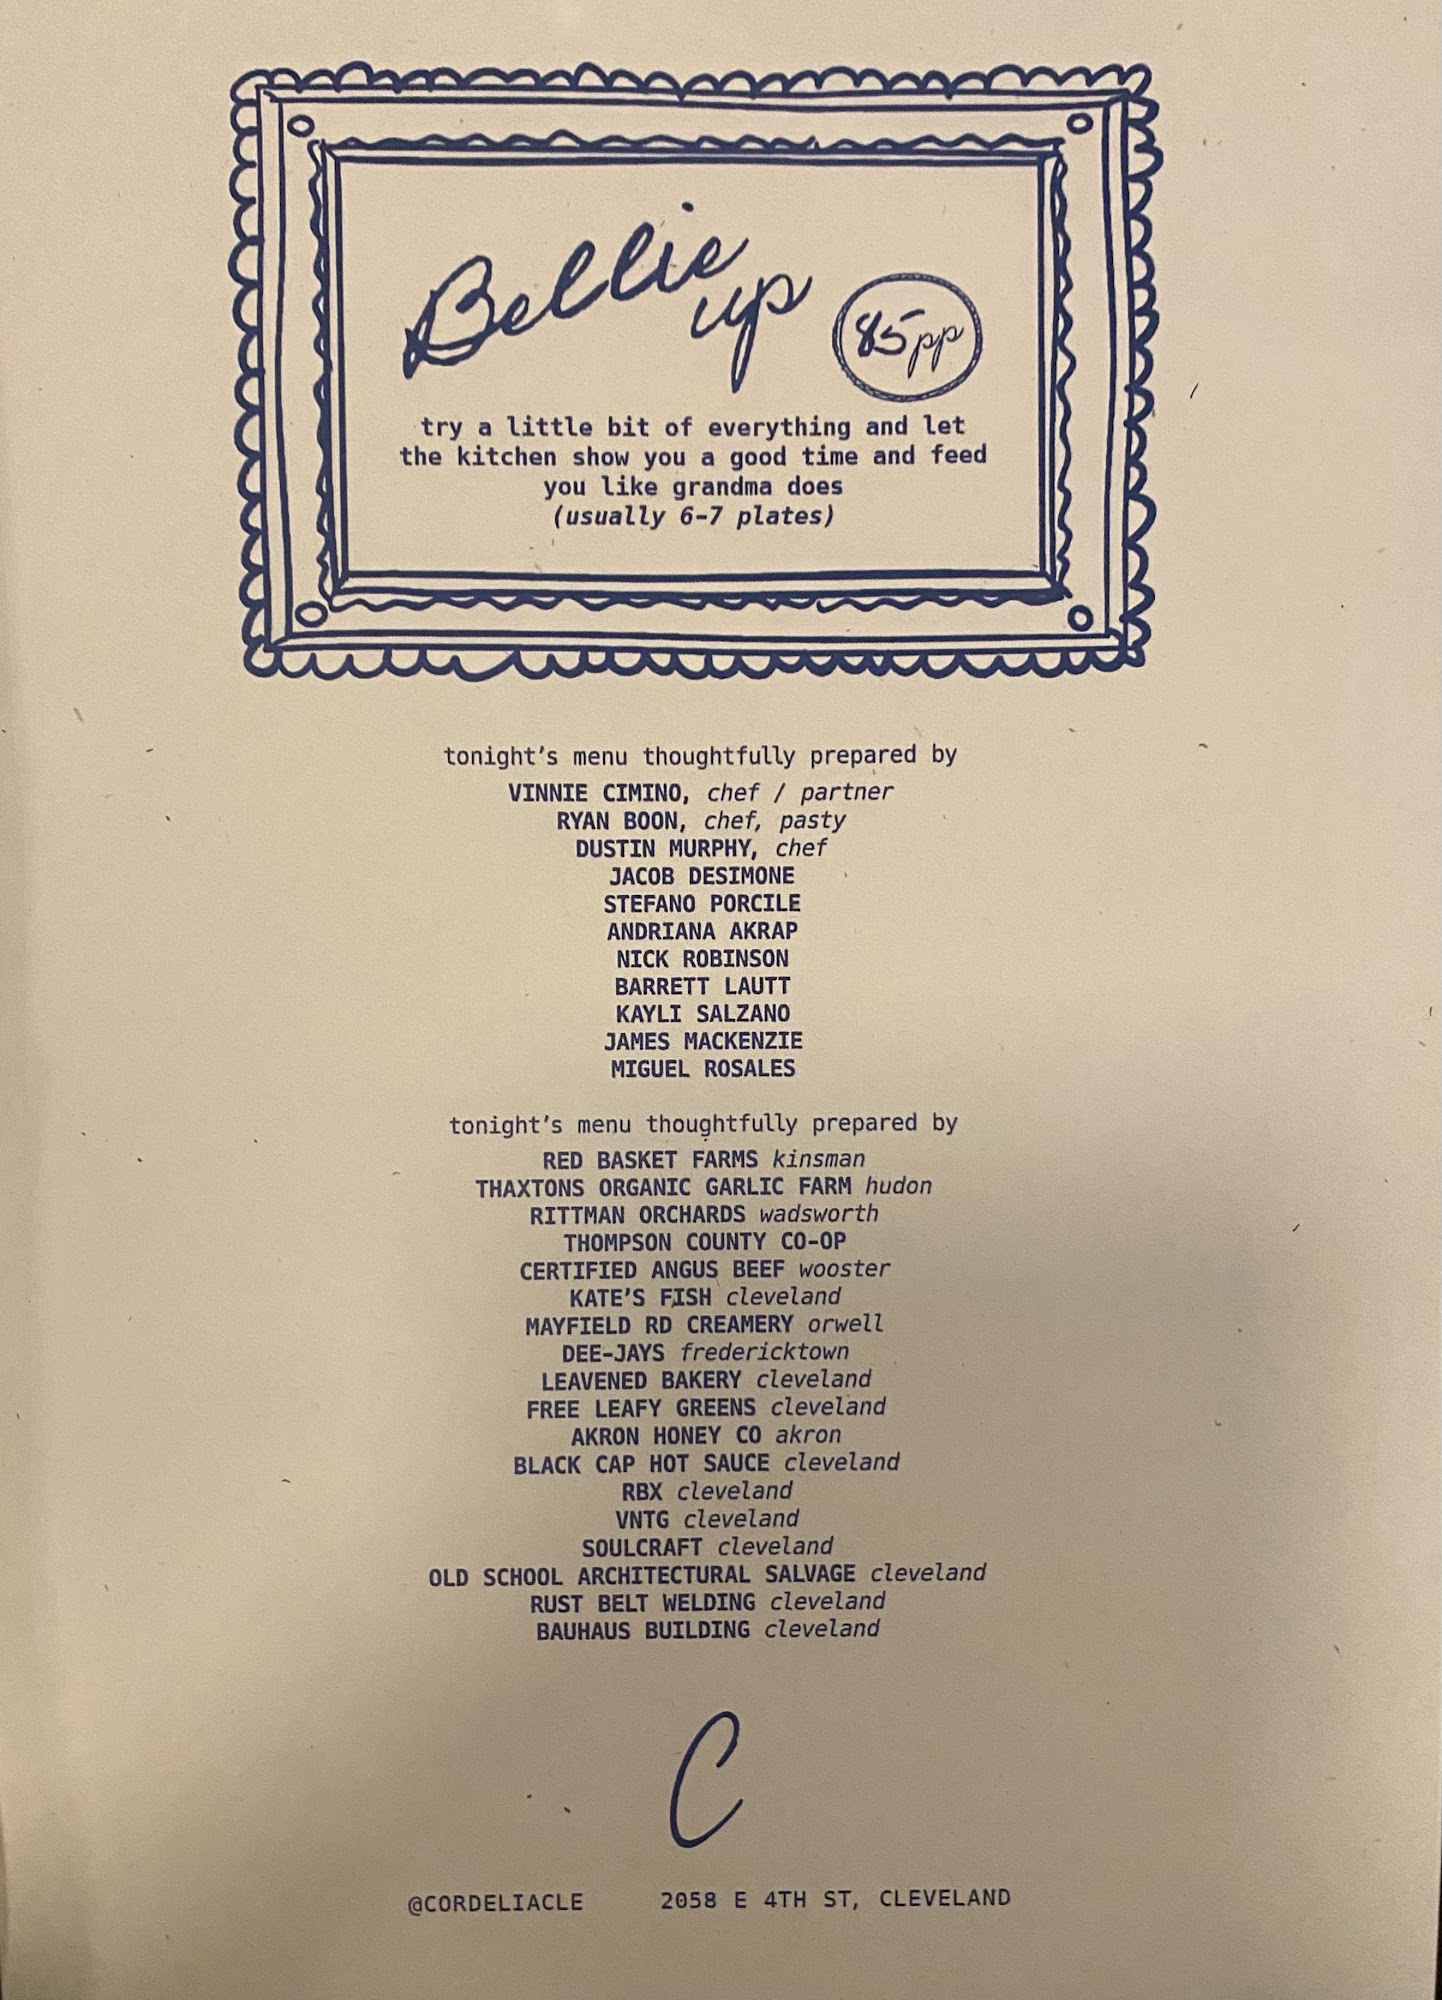 Bellie
up
85pp
try a little bit of everything and let
the kitchen show you a good time and feed
you like grandma does
(usually 6-7 plates)
tonight's menu thoughtfully prepared by
VINNIE CIMINO, chef / partner
RYAN BOON, chef, pasty
DUSTIN MURPHY, chef
JACOB DESIMONE
STEFANO PORCILE
ANDRIANA AKRAP
NICK ROBINSON
BARRETT LAUTT
KAYLI SALZANO
JAMES MACKENZIE
MIGUEL ROSALES
tonight's menu thoughtfully prepared by
RED BASKET FARMS kinsman
THAXTONS ORGANIC GARLIC FARM hudon
RITTMAN ORCHARDS wadsworth
THOMPSON COUNTY CO-OP
CERTIFIED ANGUS BEEF wooster
KATE'S FISH cleveland
MAYFIELD RD CREAMERY orwell
DEE-JAYS fredericktown
LEAVENED BAKERY cleveland
FREE LEAFY GREENS cleveland
AKRON HONEY CO akron
BLACK CAP HOT SAUCE cleveland
RBX cleveland
VNTG cleveland
SOULCRAFT cleveland
OLD SCHOOL ARCHITECTURAL SALVAGE cleveland
RUST BELT WELDING cleveland
BAUHAUS BUILDING cleveland
C
@CORDELIACLE 2058 E 4TH ST, CLEVELAND